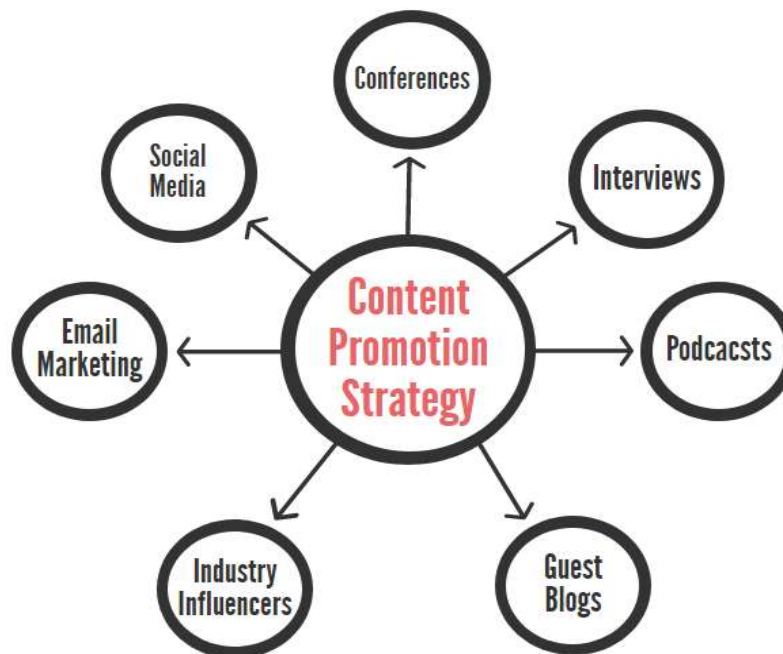 Conferences
Social
Media
Interviews
Content
Promotion
Strategy
Email
Marketing
Podcacsts
Industry
Influencers
Guest
Blogs